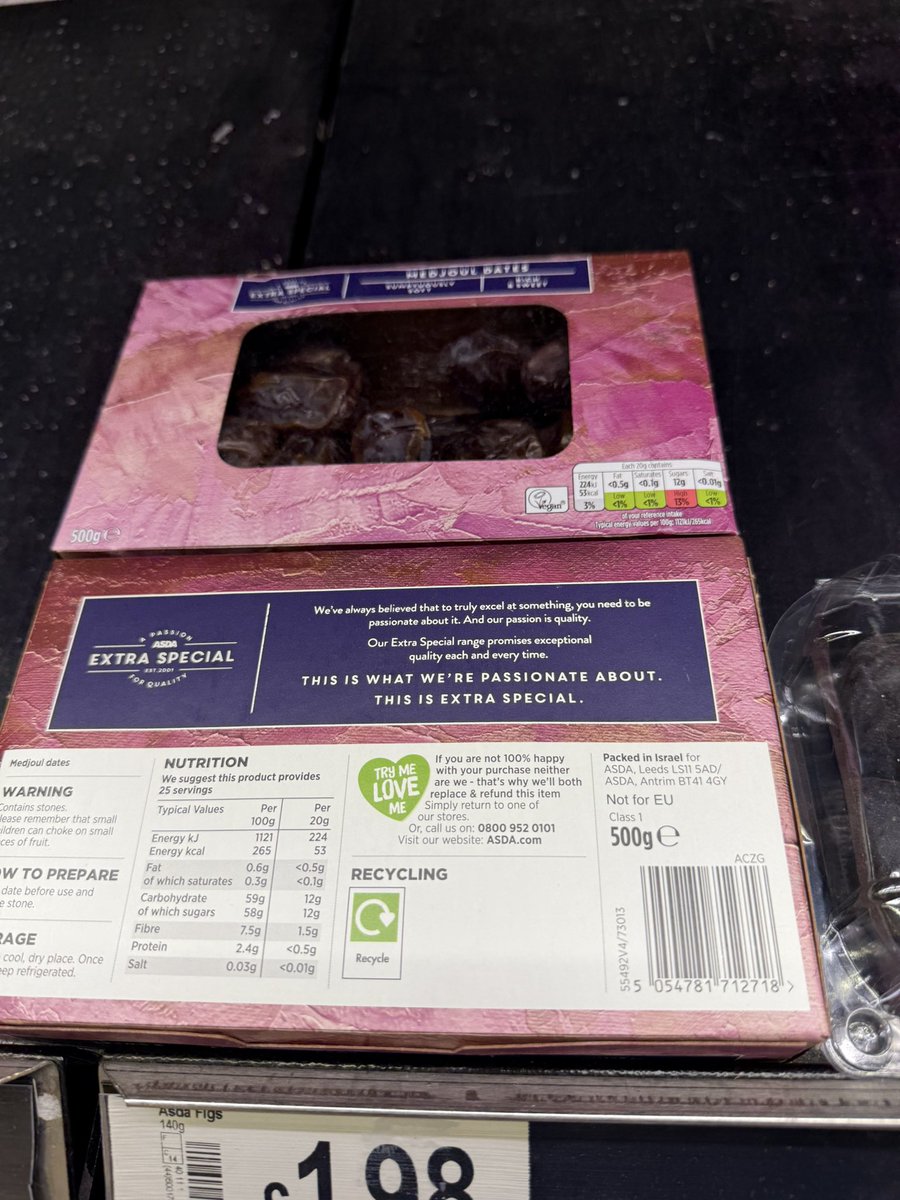 EXTRA SPECIAL
MEDJOUL DATES
SUMPTUOUSLY
SOFT
RICH
& SWEET
Each 20g contains
Energy
224kJ
53kcal
3%
Fat
<0.5g
Low
<1%
Saturates
<0.1g
Low
<1%
Sugars
12g
High
13%
Salt
<0.01g
Low
<1%
of your reference intake
Typical energy values per 100g: 1121kJ/265kcal
Vegan
500g ℮
A PASSION
ASDA
EXTRA SPECIAL
EST.2001
FOR QUALITY
We've always believed that to truly excel at something, you need to be
passionate about it. And our passion is quality.
Our Extra Special range promises exceptional
quality each and every time.
THIS IS WHAT WE'RE PASSIONATE ABOUT.
THIS IS EXTRA SPECIAL.
Medjoul dates
WARNING
Contains stones.
lease remember that small
ildren can choke on small
ces of fruit.
OW TO PREPARE
date before use and
e stone.
RAGE
cool, dry place. Once
eep refrigerated.
NUTRITION
We suggest this product provides
25 servings
Typical Values Per 100g Per 20g
Energy kJ 1121 224
Energy kcal 265 53
Fat 0.6g <0.5g
of which saturates 0.3g <0.1g
Carbohydrate 59g 12g
of which sugars 58g 12g
Fibre 7.5g 1.5g
Protein 2.4g <0.5g
Salt 0.03g <0.01g
TRY ME
LOVE
ME
If you are not 100% happy
with your purchase neither
are we - that's why we'll both
replace & refund this item
Simply return to one of
our stores.
Or, call us on: 0800 952 0101
Visit our website: ASDA.com
RECYCLING
Recycle
Packed in Israel for
ASDA, Leeds LS11 5AD/
ASDA, Antrim BT41 4GY
Not for EU
Class 1
500g ℮
ACZG
55492V4/73013
5 054781 712718 >
Asda Figs
140g
£1.98